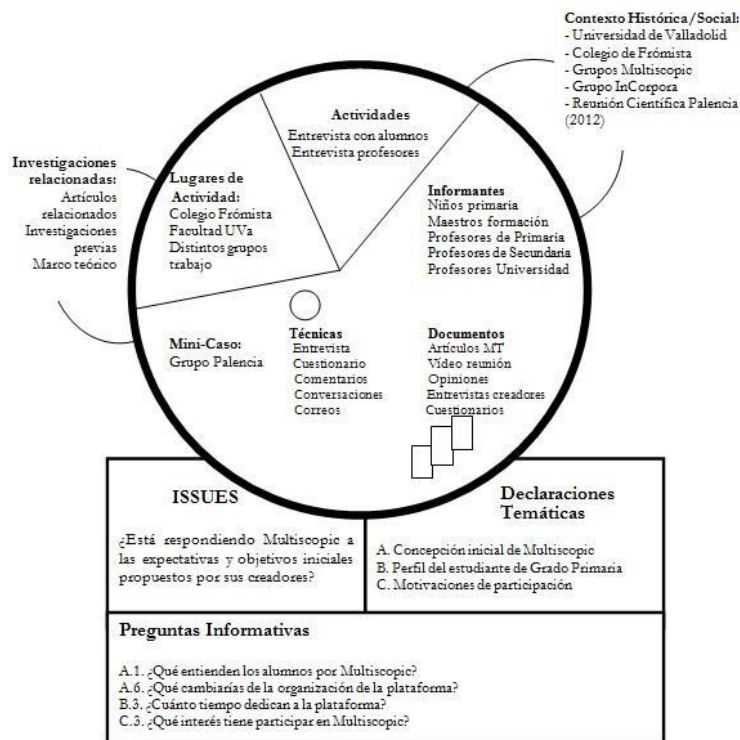 Contexto Histórica/Social:
- Universidad de Valladolid
- Colegio de Frómista
- Grupos Multiscopic
- Grupo InCorpora
- Reunión Científica Palencia
(2012)
Actividades
Entrevista con alumnos
Entrevista profesores
Investigaciones
relacionadas:
Artículos
relacionados
Investigaciones
previas
Marco teórico
Lugares de
Actividad:
Colegio Frómista
Facultad UVa
Distintos grupos
trabajo
Informantes
Niños primaria
Maestros formación
Profesores de Primaria
Profesores de Secundaria
Profesores Universidad
Mini-Caso:
Grupo Palencia
Técnicas
Entrevista
Cuestionario
Comentarios
Conversaciones
Correos
Documentos
Artículos MT
Vídeo reunión
Opiniones
Entrevistas creadores
Cuestionarios
ISSUES
¿Está respondiendo Multiscopic a
las expectativas y objetivos iniciales
propuestos por sus creadores?
Declaraciones
Temáticas
A. Concepción inicial de Multiscopic
B. Perfil del estudiante de Grado Primaria
C. Motivaciones de participación
Preguntas Informativas
A.1. ¿Qué entienden los alumnos por Multiscopic?
A.6. ¿Qué cambiarías de la organización de la plataforma?
B.3. ¿Cuánto tiempo dedican a la plataforma?
C.3. ¿Qué interés tiene participar en Multiscopic?